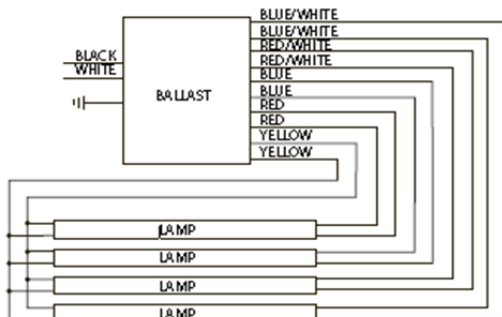 BLUE/WHITE
BLUE/WHITE
RED/WHITE
RED/WHITE
BLUE
BLUE
RED
RED
YELLOW
YELLOW
BLACK
WHITE
BALLAST
LAMP
LAMP
LAMP
LAMP